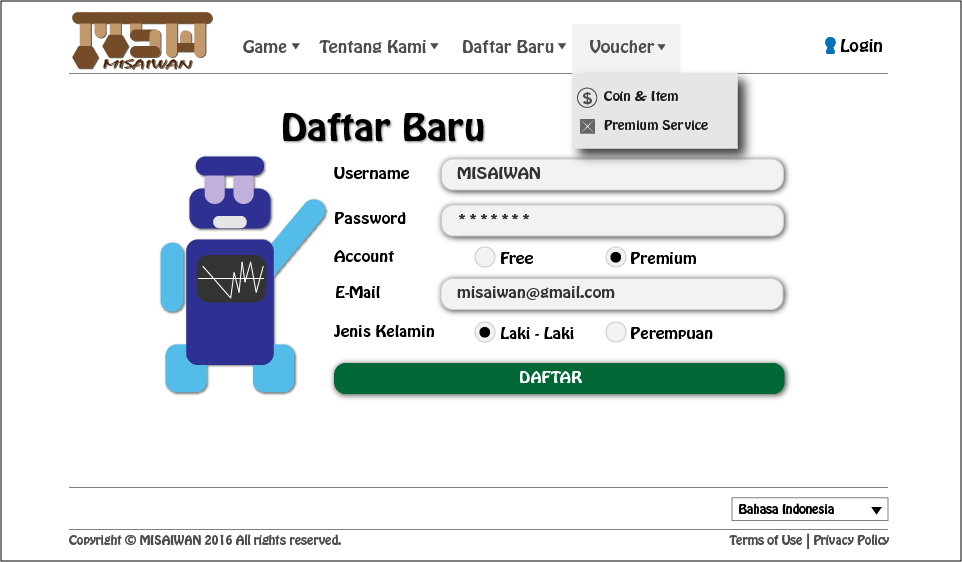 MSW
MISAIWAN
Game Tentang Kami Daftar Baru Voucher Login
$ Coin & Item
Premium Service
Daftar Baru
Username MISAIWAN
Password *******
Account Free Premium
E-Mail misaiwan@gmail.com
Jenis Kelamin Laki - Laki Perempuan
DAFTAR
Bahasa Indonesia
Copyright © MISAIWAN 2016 All rights reserved. Terms of Use | Privacy Policy